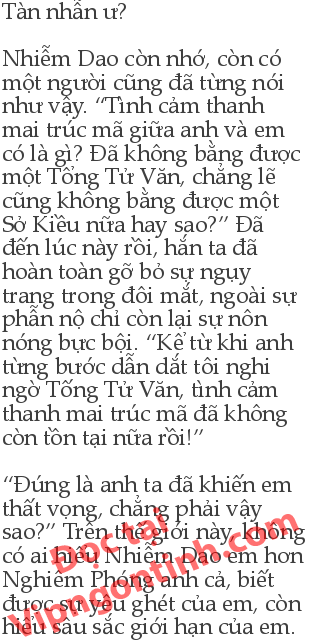 Tàn nhẫn ư?
Nhiễm Dao còn nhớ, còn có
một người cũng đã từng nói
như vậy. “Tình cảm thanh
mai trúc mã giữa anh và em
có là gì? Đã không bằng được
một Tổng Tử Văn, chẳng lẽ
cũng không bằng được một
Sở Kiều nữa hay sao?” Đã
đến lúc này rồi, hắn ta đã
hoàn toàn gỡ bỏ sự ngụy
trang trong đôi mắt, ngoài sự
phẫn nộ chỉ còn lại sự nôn
nóng bực bội. “Kể từ khi anh
từng bước dẫn dắt tôi nghi
ngờ Tống Tử Văn, tình cảm
thanh mai trúc mã đã không
còn tồn tại nữa rồi!”
“Đúng là anh ta đã khiến em
thất vọng, chẳng phải vậy
sao?” Trên thế giới này, không
có ai hiểu Nhiễm Dao em hơn
Nghiêm Phóng anh cả, biết
được sự yêu ghét của em, còn
hiểu sâu sắc giới hạn của em.
Đọc tại
Vipngontinh.com